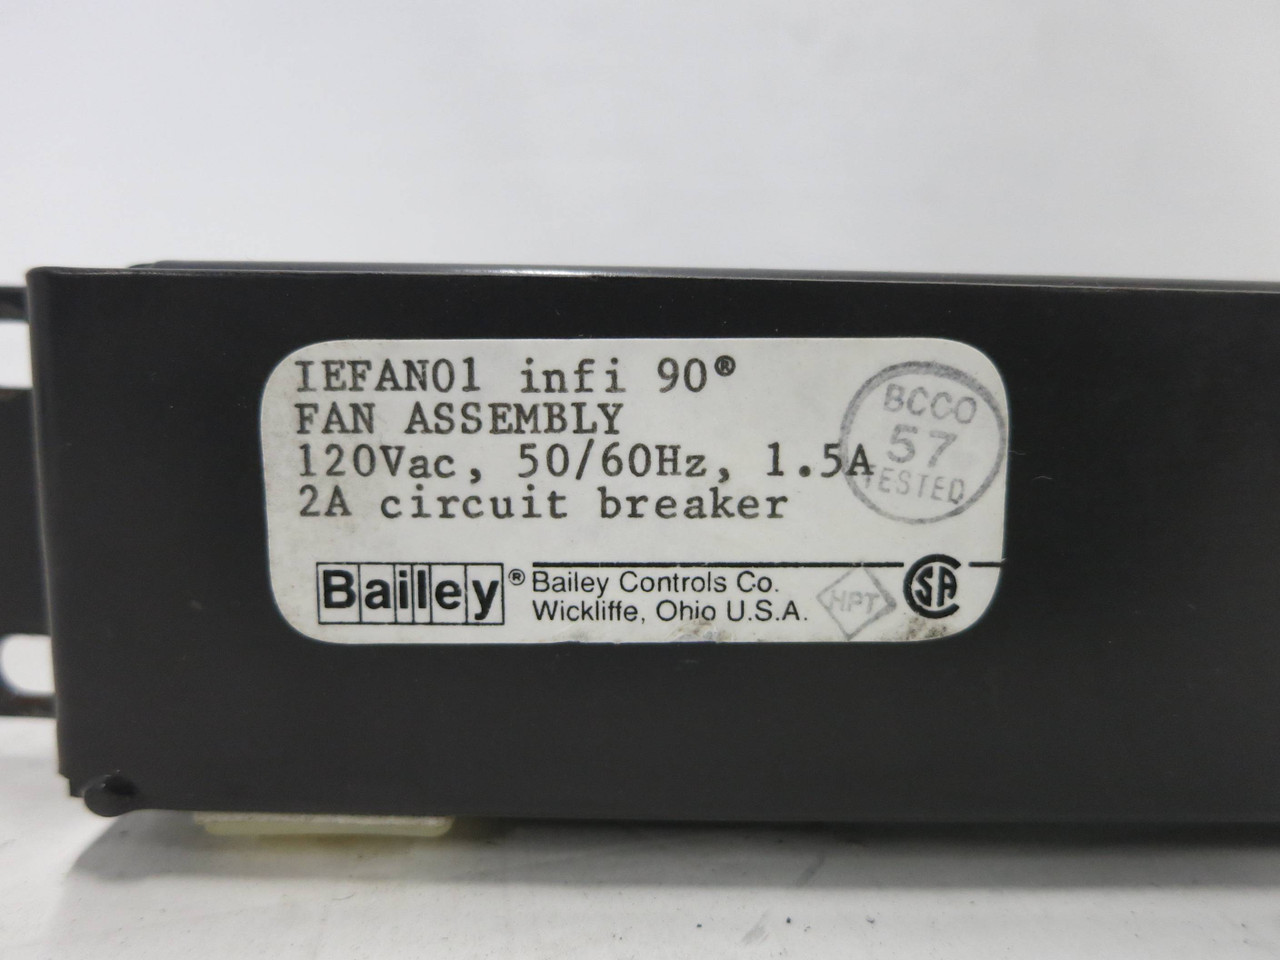 IEFAN01 infi 90®
FAN ASSEMBLY
120Vac, 50/60Hz, 1.5A
2A circuit breaker
BCCO
57
TESTED
Bailey®
Bailey Controls Co.
Wickliffe, Ohio U.S.A.
HPT
CSA